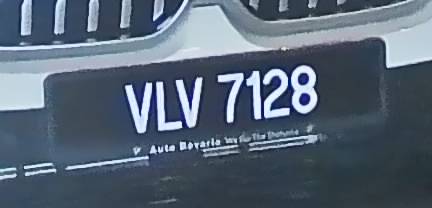 VLV 7128
Auto Bavaria